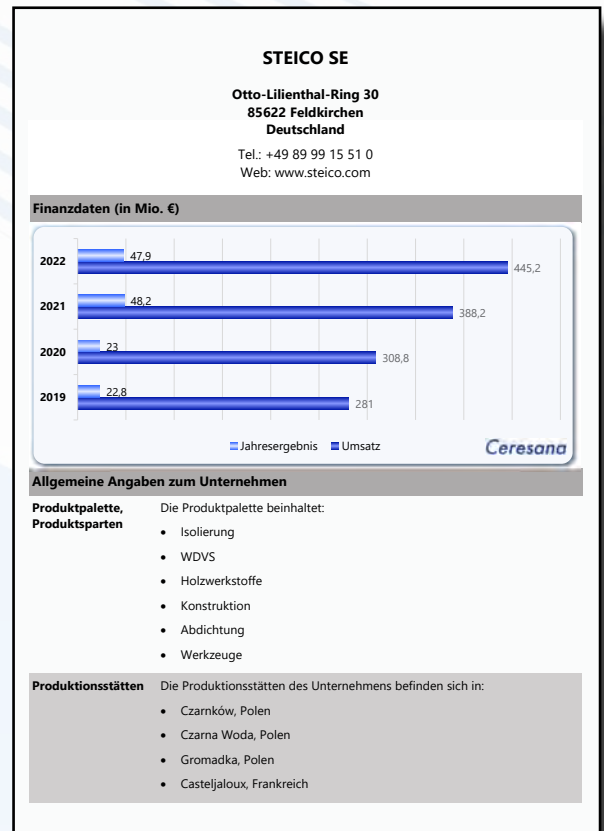 STEICO SE
Otto-Lilienthal-Ring 30
85622 Feldkirchen
Deutschland
Tel.: +49 89 99 15 51 0
Web: www.steico.com
Finanzdaten (in Mio. €)
2022
47,9
445,2
2021
48,2
388,2
2020
23
308,8
2019
22,8
281
Jahresergebnis Umsatz
Ceresana
Allgemeine Angaben zum Unternehmen
Produktpalette, Die Produktpalette beinhaltet:
Produktsparten
• Isolierung
• WDVS
• Holzwerkstoffe
• Konstruktion
• Abdichtung
• Werkzeuge
Produktionsstätten Die Produktionsstätten des Unternehmens befinden sich in:
• Czarnków, Polen
• Czarna Woda, Polen
• Gromadka, Polen
• Casteljaloux, Frankreich